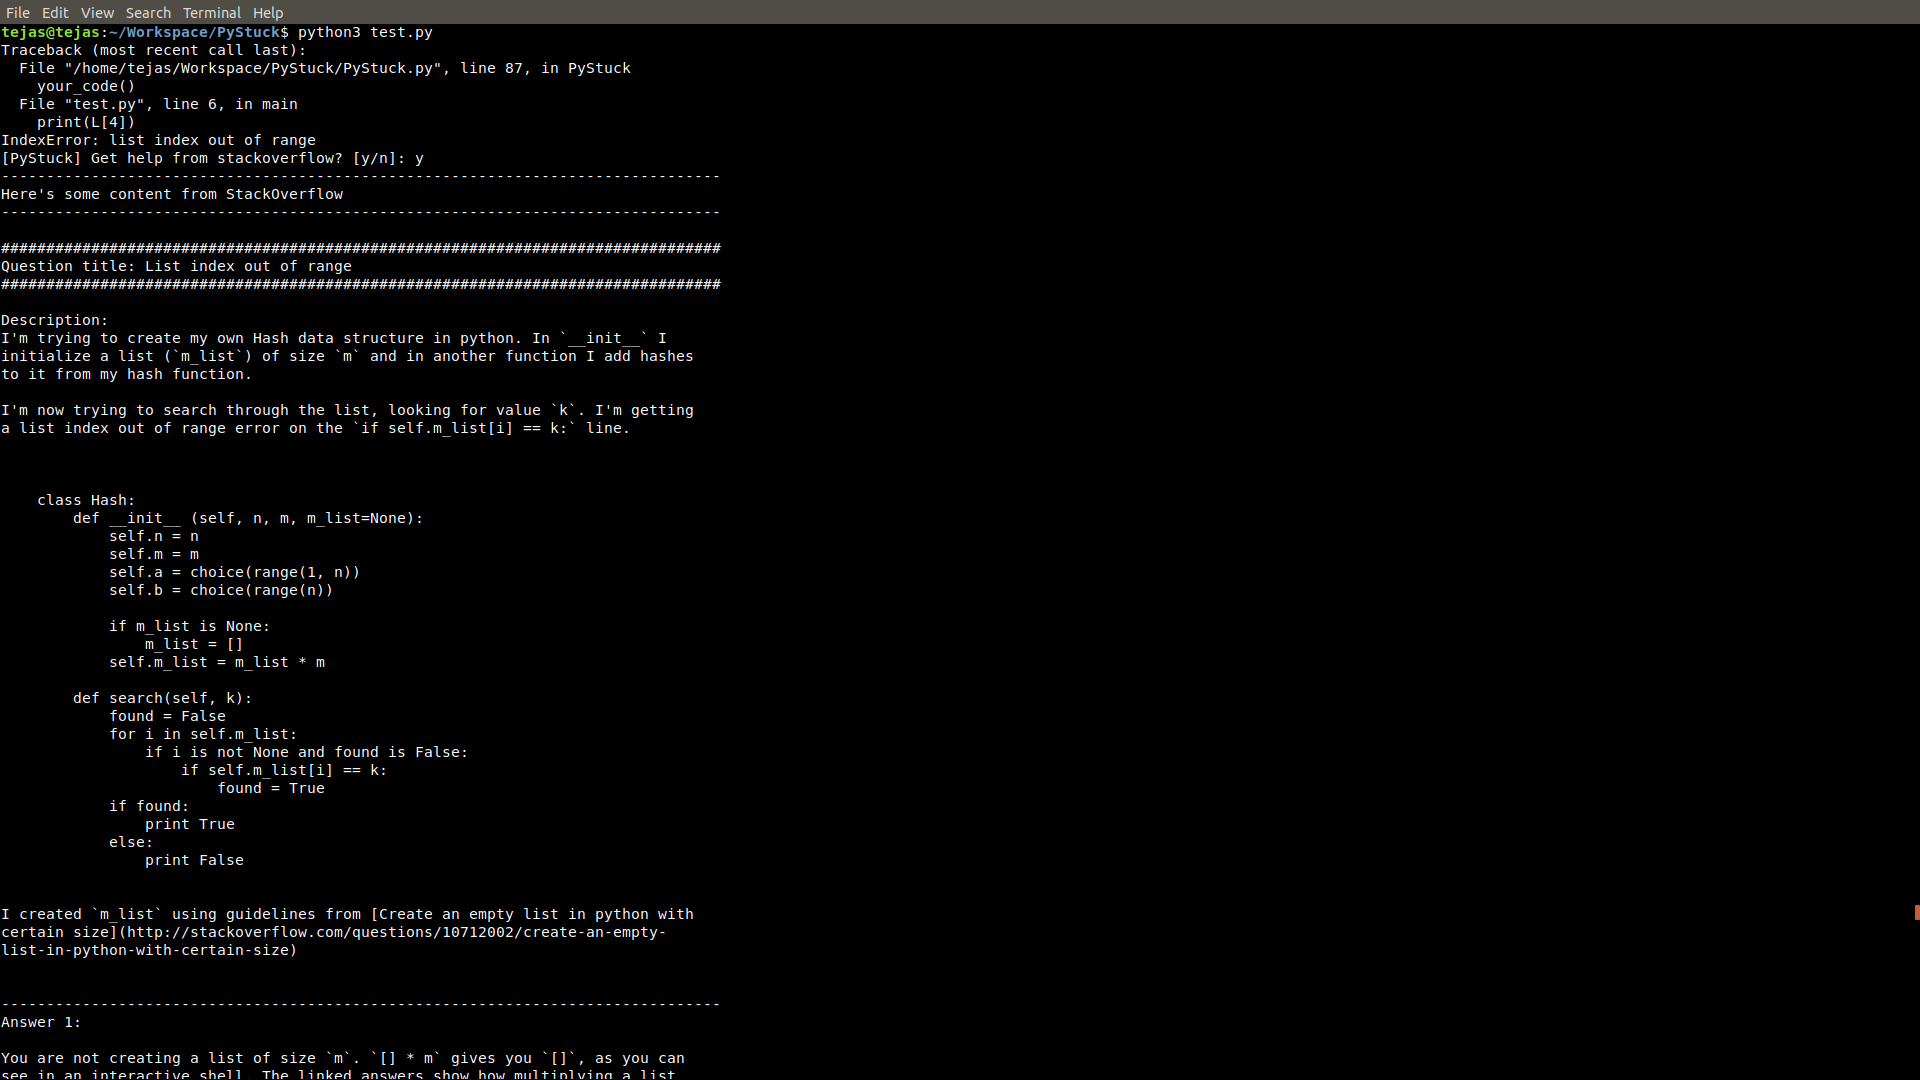 File Edit View Search Terminal Help
tejas@tejas:~/Workspace/PyStuck$ python3 test.py
Traceback (most recent call last):
  File "/home/tejas/Workspace/PyStuck/PyStuck.py", line 87, in PyStuck
    your_code()
  File "test.py", line 6, in main
    print(L[4])
IndexError: list index out of range
[PyStuck] Get help from stackoverflow? [y/n]: y
--------------------------------------------------------------------------------
Here's some content from StackOverflow
--------------------------------------------------------------------------------

################################################################################
Question title: List index out of range
################################################################################

Description:
I'm trying to create my own Hash data structure in python. In `__init__` I
initialize a list (`m_list`) of size `m` and in another function I add hashes
to it from my hash function.

I'm now trying to search through the list, looking for value `k`. I'm getting
a list index out of range error on the `if self.m_list[i] == k:` line.

    class Hash:
        def __init__ (self, n, m, m_list=None):
            self.n = n
            self.m = m
            self.a = choice(range(1, n))
            self.b = choice(range(n))

            if m_list is None:
                m_list = []
            self.m_list = m_list * m

        def search(self, k):
            found = False
            for i in self.m_list:
                if i is not None and found is False:
                    if self.m_list[i] == k:
                        found = True
            if found:
                print True
            else:
                print False

I created `m_list` using guidelines from [Create an empty list in python with
certain size](http://stackoverflow.com/questions/10712002/create-an-empty-
list-in-python-with-certain-size)

--------------------------------------------------------------------------------
Answer 1:

You are not creating a list of size `m`. `[] * m` gives you `[]`, as you can
see in an interactive shell. The linked answers show how multiplying a list